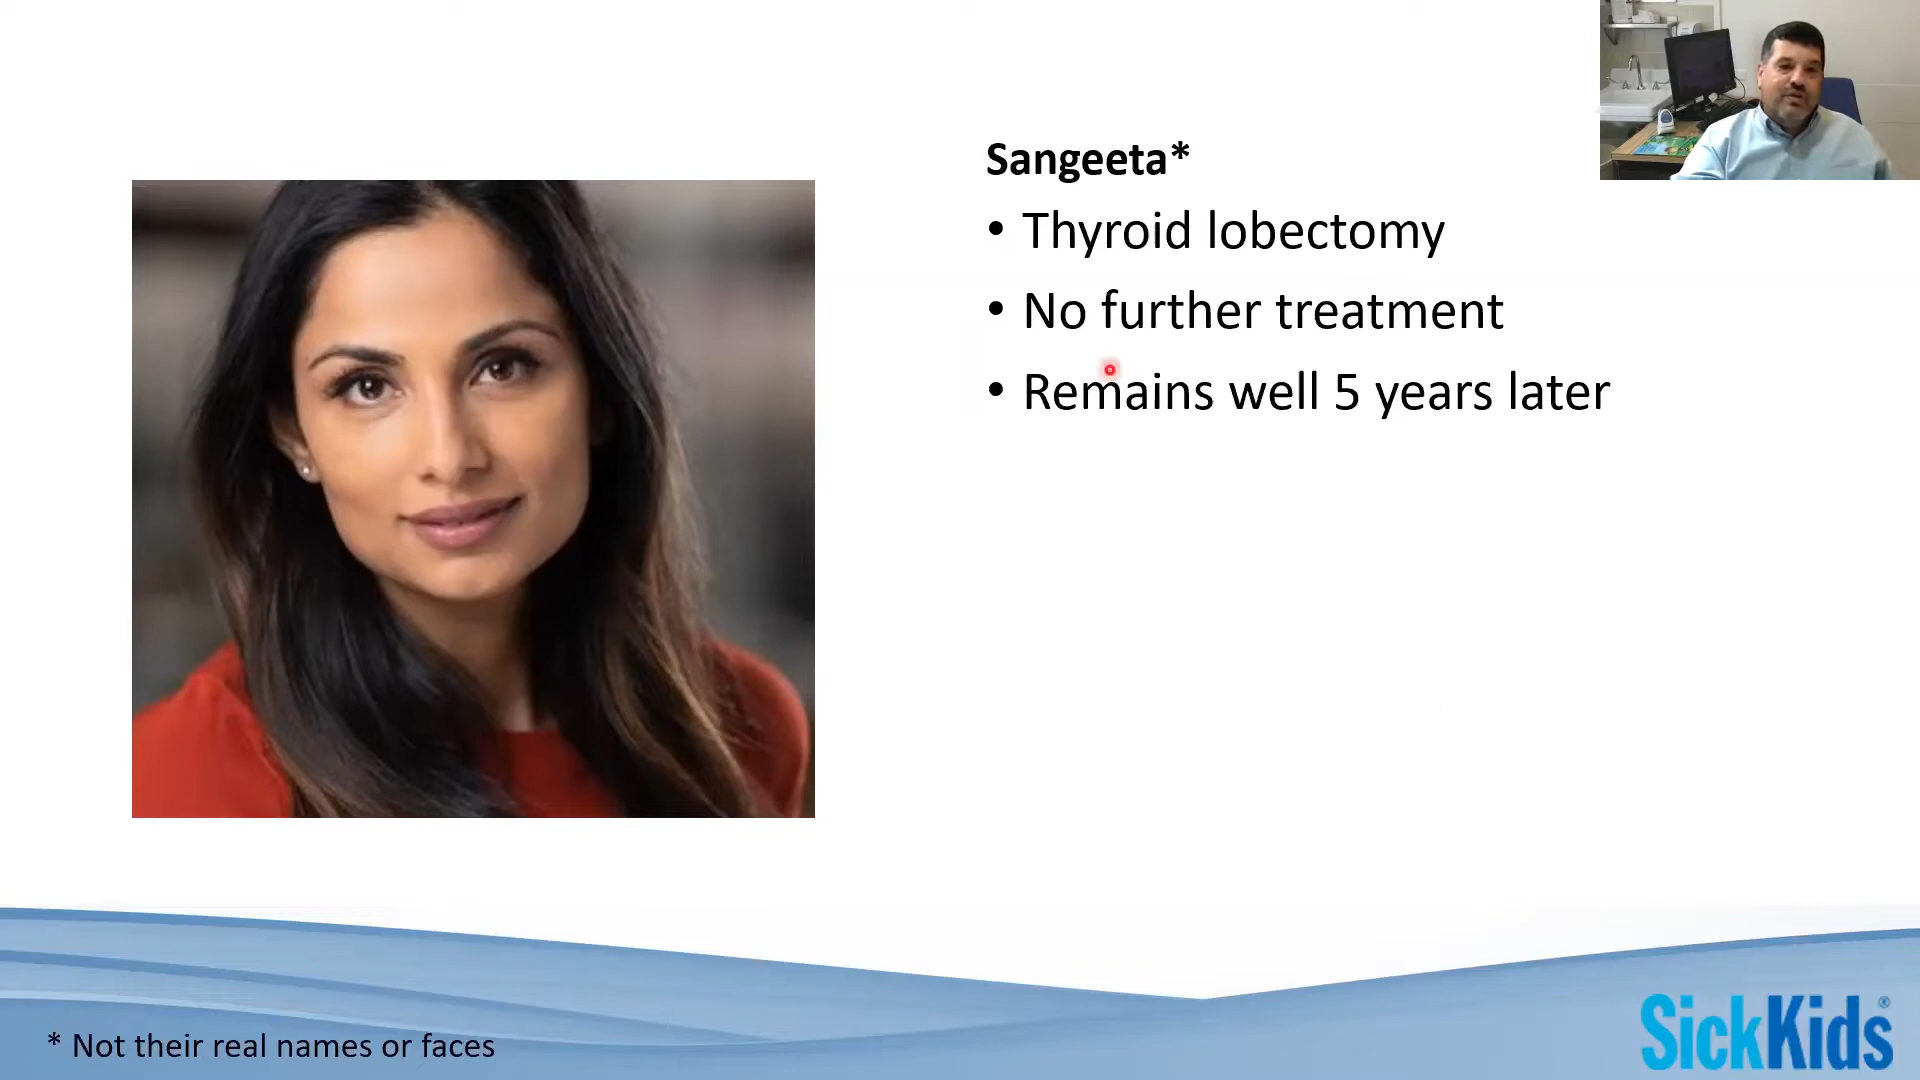 Sangeeta*
• Thyroid lobectomy
• No further treatment
• Remains well 5 years later
* Not their real names or faces
SickKids®